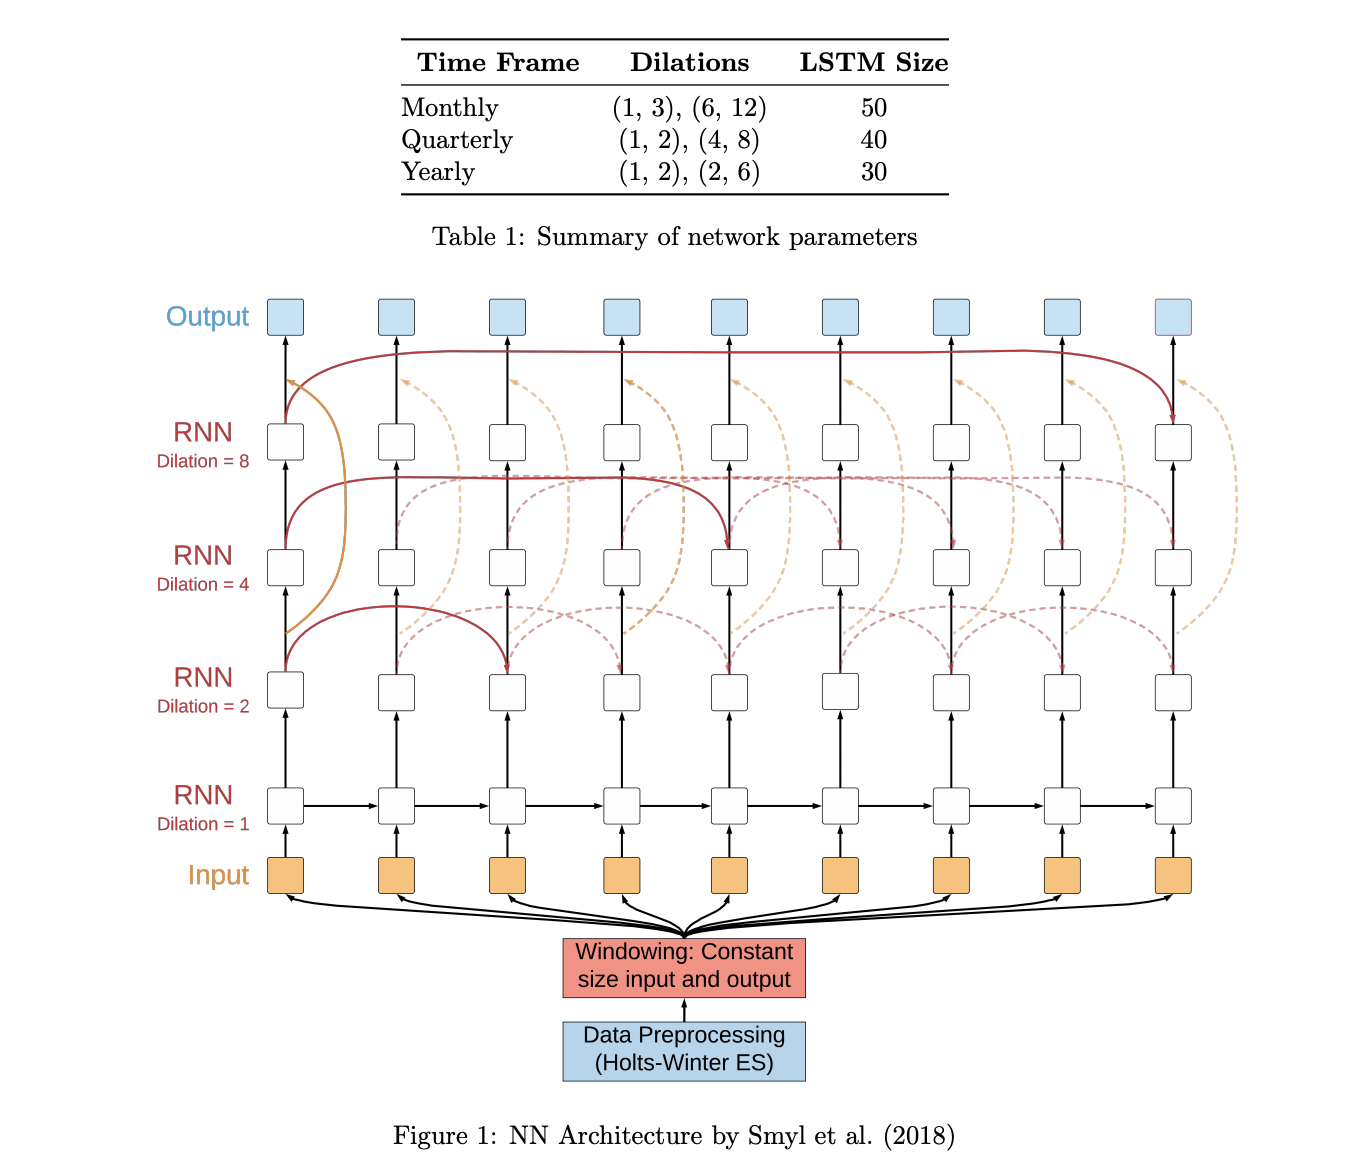 Time Frame Dilations LSTM Size
Monthly (1, 3), (6, 12) 50
Quarterly (1, 2), (4, 8) 40
Yearly (1, 2), (2, 6) 30
Table 1: Summary of network parameters
Output
RNN
Dilation = 8
RNN
Dilation = 4
RNN
Dilation = 2
RNN
Dilation = 1
Input
Windowing: Constant
size input and output
Data Preprocessing
(Holts-Winter ES)
Figure 1: NN Architecture by Smyl et al. (2018)